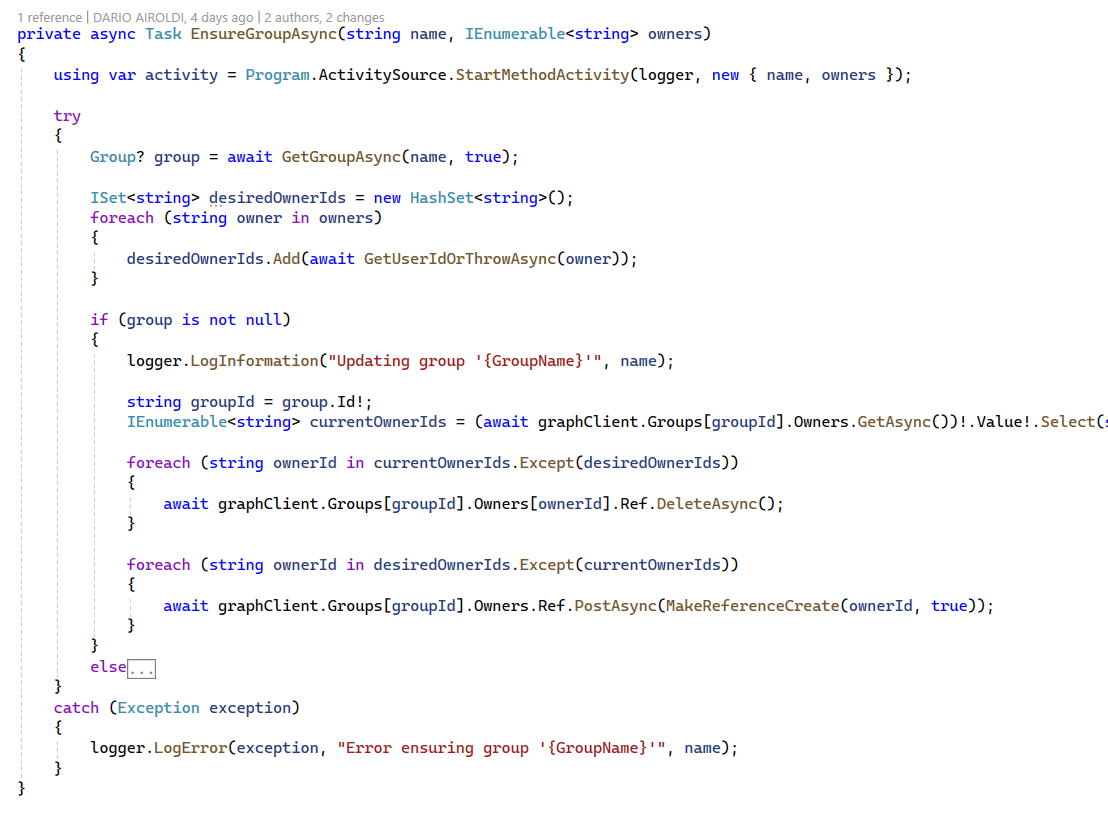 1 reference | DARIO AIROLDI, 4 days ago | 2 authors, 2 changes
private async Task EnsureGroupAsync(string name, IEnumerable<string> owners)
{
    using var activity = Program.ActivitySource.StartMethodActivity(logger, new { name, owners });

    try
    {
        Group? group = await GetGroupAsync(name, true);

        ISet<string> desiredOwnerIds = new HashSet<string>();
        foreach (string owner in owners)
        {
            desiredOwnerIds.Add(await GetUserIdOrThrowAsync(owner));
        }

        if (group is not null)
        {
            logger.LogInformation("Updating group '{GroupName}'", name);

            string groupId = group.Id!;
            IEnumerable<string> currentOwnerIds = (await graphClient.Groups[groupId].Owners.GetAsync())!.Value!.Select(

            foreach (string ownerId in currentOwnerIds.Except(desiredOwnerIds))
            {
                await graphClient.Groups[groupId].Owners[ownerId].Ref.DeleteAsync();
            }

            foreach (string ownerId in desiredOwnerIds.Except(currentOwnerIds))
            {
                await graphClient.Groups[groupId].Owners.Ref.PostAsync(MakeReferenceCreate(ownerId, true));
            }
        }
        else...
    }
    catch (Exception exception)
    {
        logger.LogError(exception, "Error ensuring group '{GroupName}'", name);
    }
}